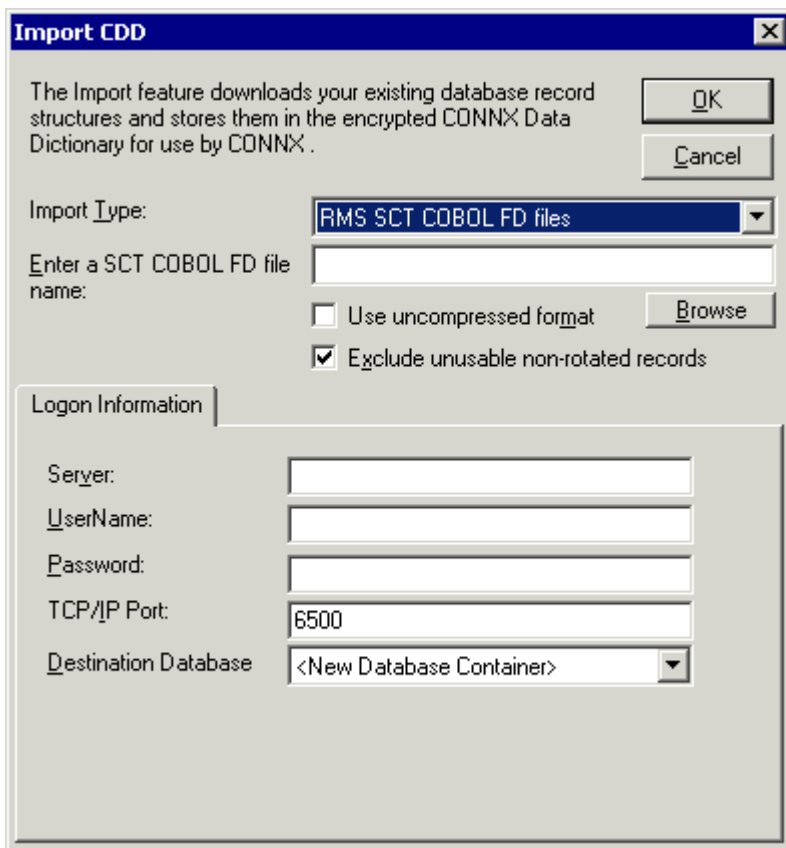 Import CDD
The Import feature downloads your existing database record
structures and stores them in the encrypted CONNX Data
Dictionary for use by CONNX .
OK
Cancel
Import Type:
RMS SCT COBOL FD files
Enter a SCT COBOL FD file
name:
Use uncompressed format
Browse
Exclude unusable non-rotated records
Logon Information
Server:
UserName:
Password:
TCP/IP Port:
6500
Destination Database
<New Database Container>